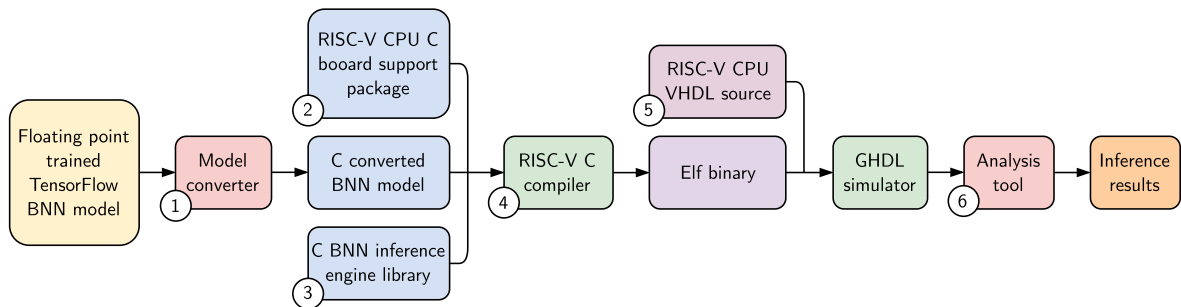 Floating point
trained
TensorFlow
BNN model
Model
converter
1
RISC-V CPU C
booard support
package
2
C converted
BNN model
C BNN inference
engine library
3
RISC-V C
compiler
4
RISC-V CPU
VHDL source
5
Elf binary
GHDL
simulator
Analysis
tool
6
Inference
results